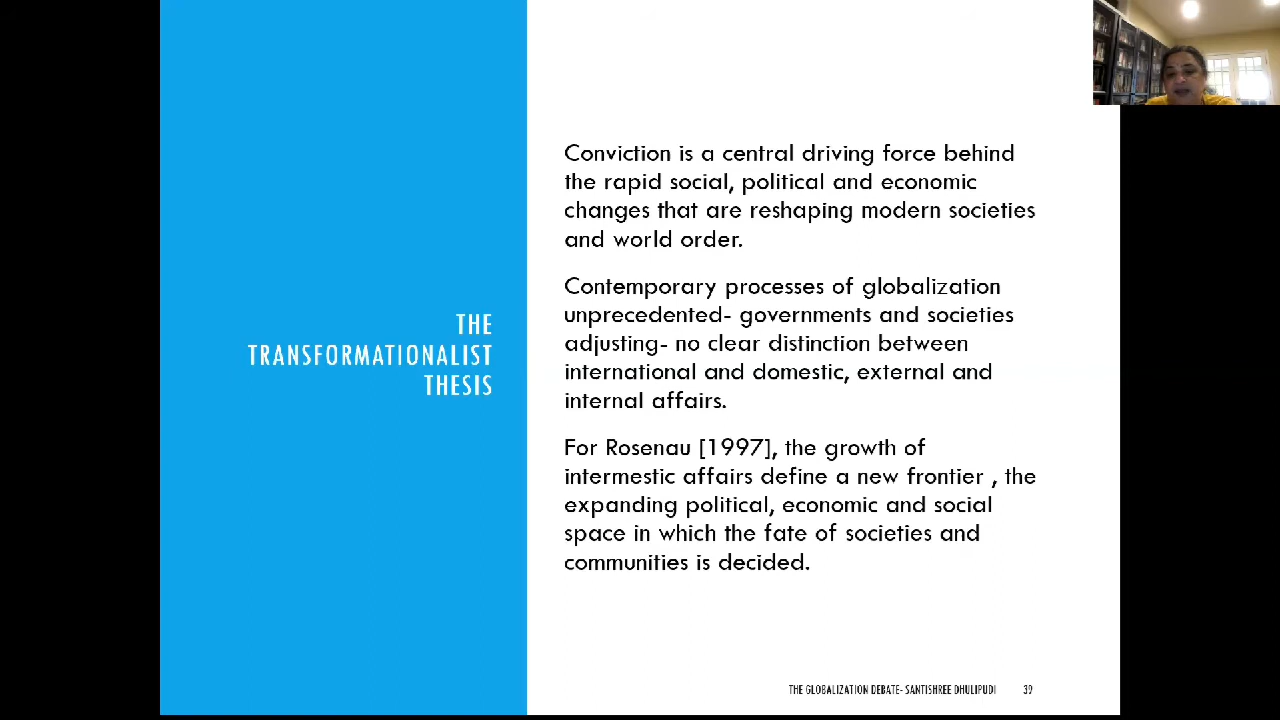 THE
TRANSFORMATIONALIST
THESIS
Conviction is a central driving force behind
the rapid social, political and economic
changes that are reshaping modern societies
and world order.
Contemporary processes of globalization
unprecedented- governments and societies
adjusting- no clear distinction between
international and domestic, external and
internal affairs.
For Rosenau [1997], the growth of
intermestic affairs define a new frontier , the
expanding political, economic and social
space in which the fate of societies and
communities is decided.
THE GLOBALIZATION DEBATE- SANTISHREE DHULIPUDI 39